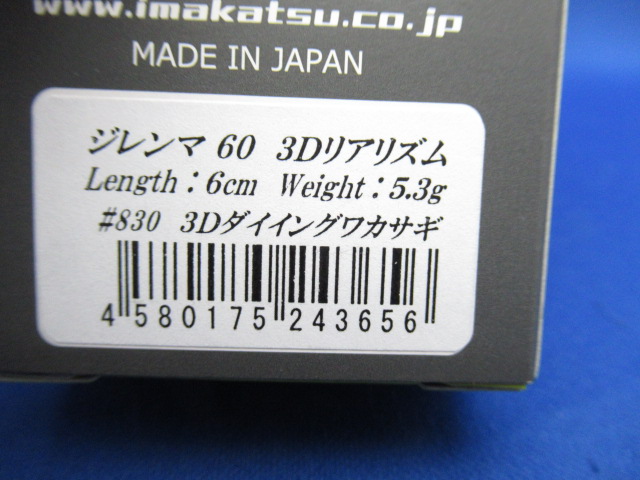 www.imakatsu.co.jp
MADE IN JAPAN
ジレンマ 60 3Dリアリズム
Length：6cm Weight：5.3g
#830 3Dダイイングワカサギ
4 580175 243656